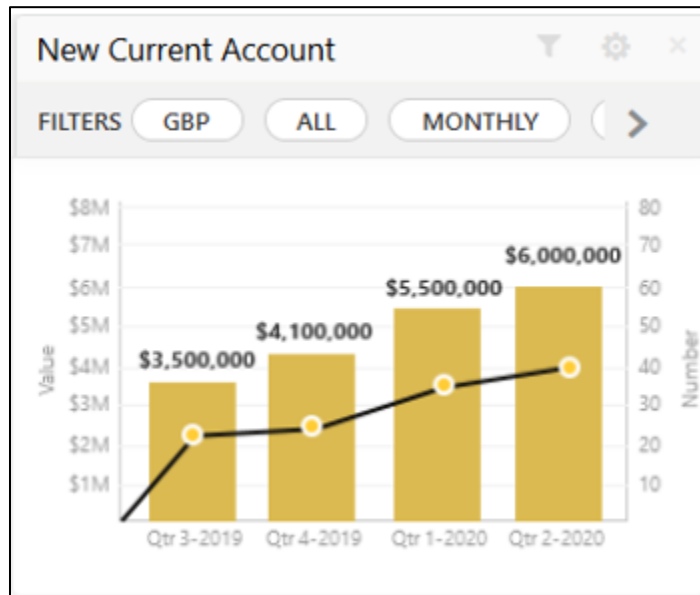 New Current Account
FILTERS GBP ALL MONTHLY
$8M 80
$7M 70
$6,000,000
$6M $5,500,000 60
$5M $4,100,000 50
$4M $3,500,000 40
$3M 30
$2M 20
$1M 10
Value
Number
Qtr 3-2019 Qtr 4-2019 Qtr 1-2020 Qtr 2-2020